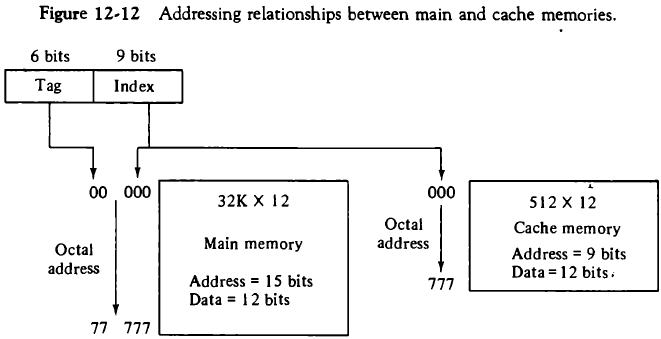 Figure 12-12 Addressing relationships between main and cache memories.
6 bits 9 bits
Tag Index
00 000
32K X 12
Main memory
Address = 15 bits
Data = 12 bits
Octal
address
77 777
000
Octal
address
777
512 X 12
Cache memory
Address = 9 bits
Data = 12 bits